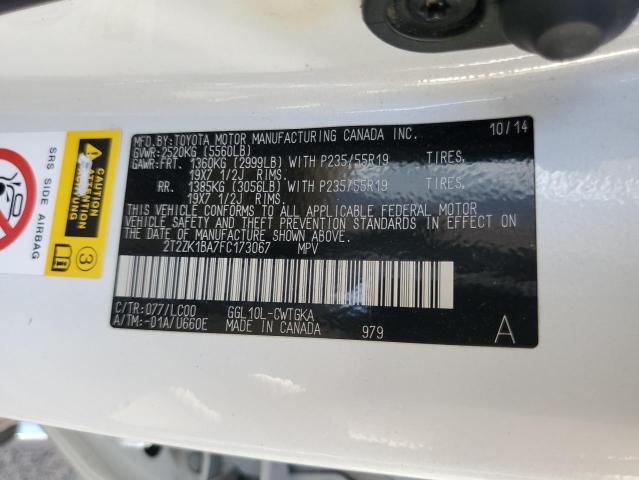 MFD.BY:TOYOTA MOTOR MANUFACTURING CANADA INC. 10/14
GVWR:2520KG (5560LB)
GAWR:FRT. 1360KG (2999LB) WITH P235/55R19 TIRES,
19X7 1/2J RIMS.
RR. 1385KG (3056LB) WITH P235/55R19 TIRES,
19X7 1/2J RIMS.
THIS VEHICLE CONFORMS TO ALL APPLICABLE FEDERAL MOTOR
VEHICLE SAFETY AND THEFT PREVENTION STANDARDS IN EFFECT ON
THE DATE OF MANUFACTURE SHOWN ABOVE.
2T2ZK1BA7FC173067 MPV
C/TR:077/LC00 GGL10L-CWTGKA
A/TM:-01A/U660E MADE IN CANADA 979 A
SRS SIDE AIRBAG
CAUTION
ATTENTION
ACHTUNG
3